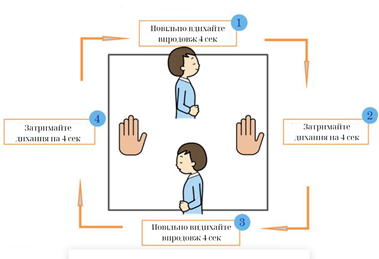 1
Повільно вдихайте
впродовж 4 сек
2
Затримайте
дихання на 4 сек
3
Повільно видихайте
впродовж 4 сек
4
Затримайте
дихання на 4 сек